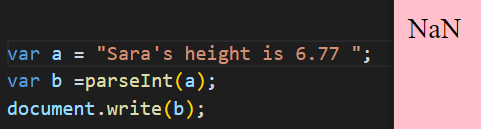 NaN
var a = "Sara's height is 6.77 ";
var b =parseInt(a);
document.write(b);